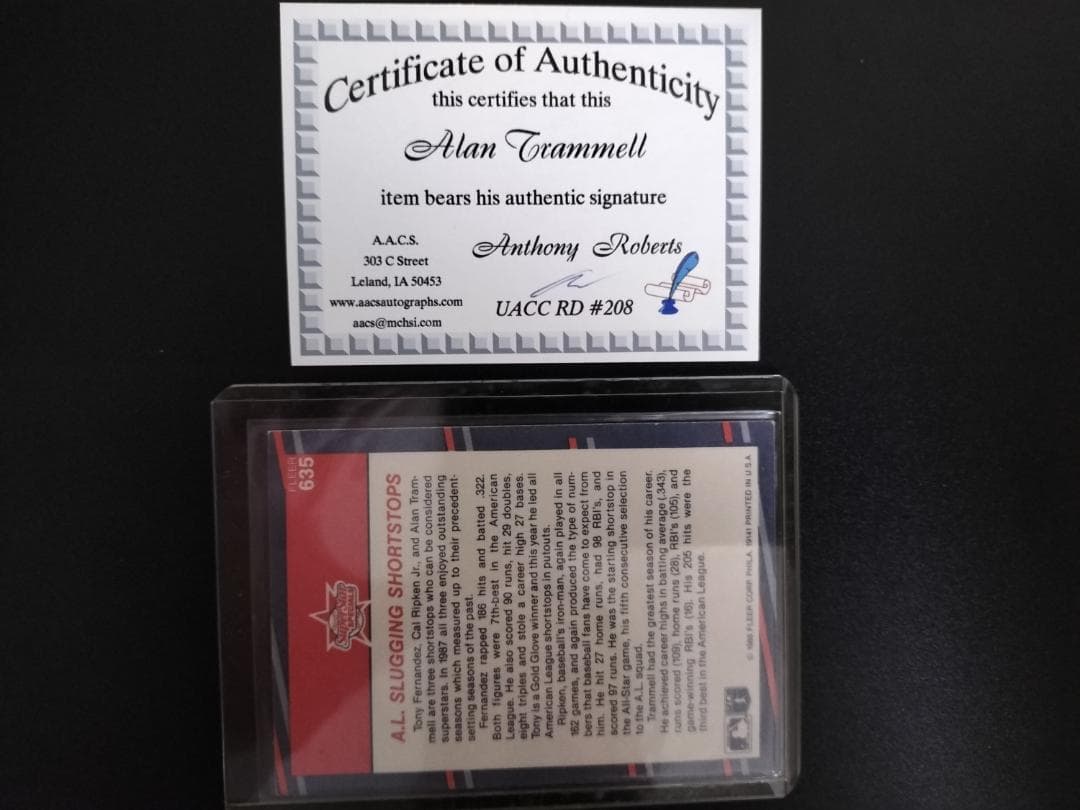 Certificate of Authenticity
this certifies that this
Alan Trammell
item bears his authentic signature
A.A.C.S.
303 C Street
Leland, IA 50453
www.aacsautographs.com
aacs@mchsi.com
Anthony Roberts
UACC RD #208
FLEER
635
Super Star
SPECIALS
A.L. SLUGGING SHORTSTOPS
Tony Fernandez, Cal Ripken Jr., and Alan Tram-
mell are three shortstops who can be considered
superstars. In 1987 all three enjoyed outstanding
seasons which measured up to their precedent-
setting seasons of the past.
Fernandez rapped 186 hits and batted .322.
Both figures were 7th-best in the American
League. He also scored 90 runs, hit 29 doubles,
eight triples and stole a career high 27 bases.
Tony is a Gold Glove winner and this year he led all
American League shortstops in putouts.
Ripken, baseball's iron-man, again played in all
162 games, and again produced the type of num-
bers that baseball fans have come to expect from
him. He hit 27 home runs, had 98 RBI's, and
scored 97 runs. He was the starting shortstop in
the All-Star game, his fifth consecutive selection
to the A.L. squad.
Trammell had the greatest season of his career.
He achieved career highs in batting average (.343),
runs scored (109), home runs (28), RBI's (105), and
game-winning RBI's (16). His 205 hits were the
third best in the American League.
© 1988 FLEER CORP. PHILA. 19141 PRINTED IN U.S.A.